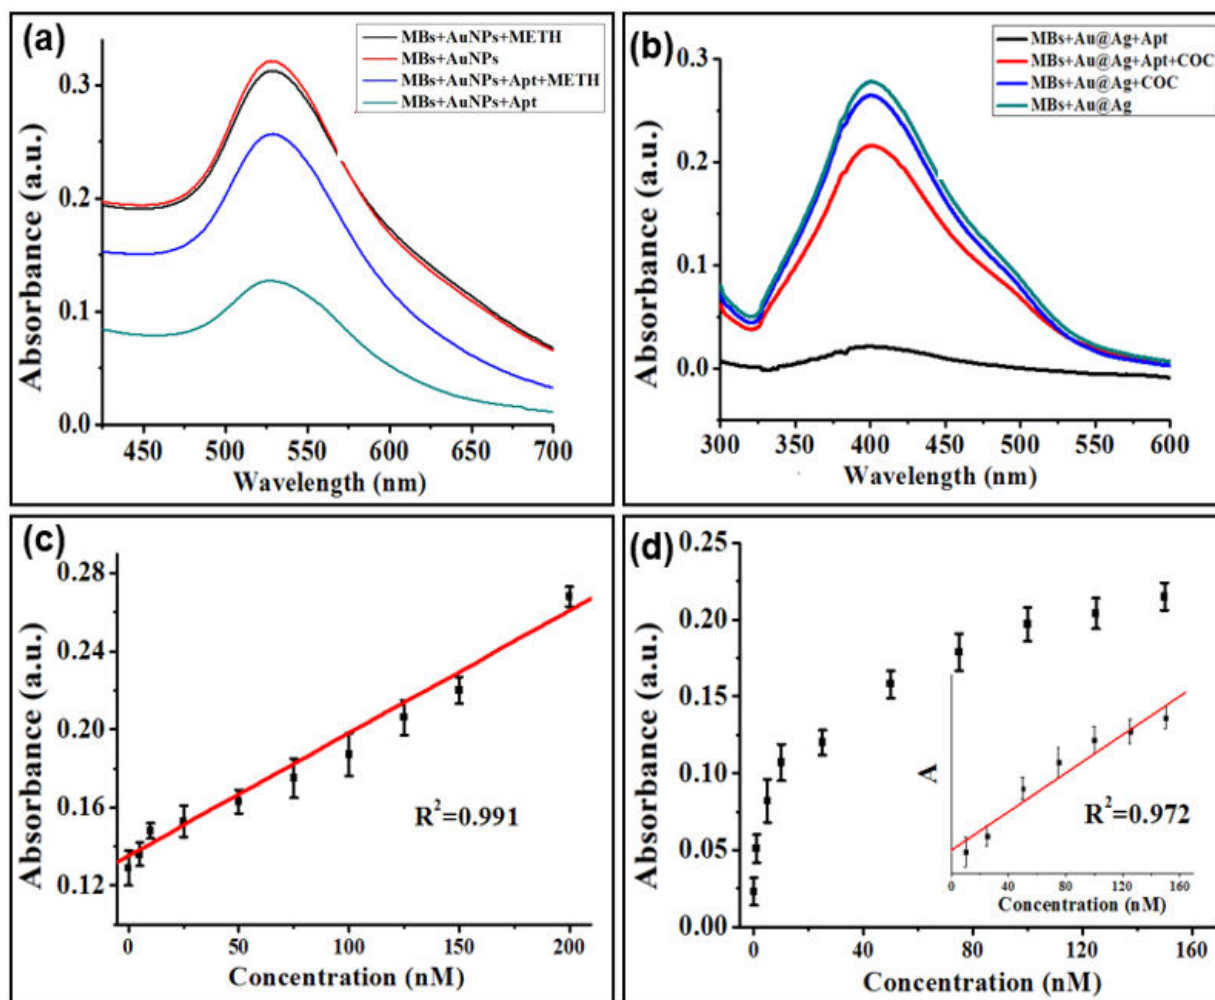 (a)
MBs+AuNPs+METH
MBs+AuNPs
MBs+AuNPs+Apt+METH
MBs+AuNPs+Apt
Absorbance (a.u.)
0.3
0.2
0.1
0.0
450 500 550 600 650 700
Wavelength (nm)
(b)
MBs+Au@Ag+Apt
MBs+Au@Ag+Apt+COC
MBs+Au@Ag+COC
MBs+Au@Ag
Absorbance (a.u.)
0.3
0.2
0.1
0.0
300 350 400 450 500 550 600
Wavelength (nm)
(c)
Absorbance (a.u.)
0.28
0.24
0.20
0.16
0.12
R²=0.991
0 50 100 150 200
Concentration (nM)
(d)
Absorbance (a.u.)
0.25
0.20
0.15
0.10
0.05
0.00
A
R²=0.972
0 40 80 120 160
Concentration (nM)
0 40 80 120 160
Concentration (nM)